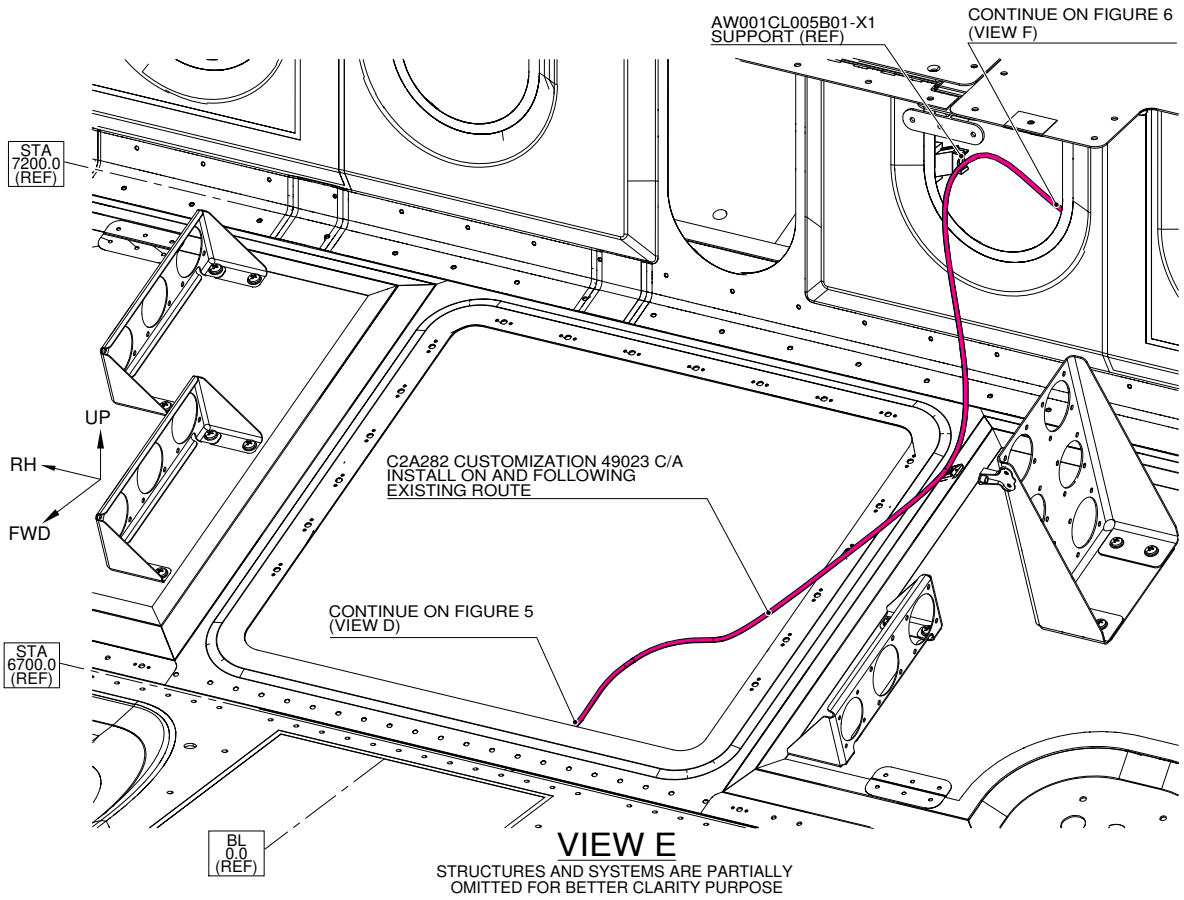 AW001CL005B01-X1
SUPPORT (REF)
CONTINUE ON FIGURE 6
(VIEW F)
STA
7200.0
(REF)
UP
RH
FWD
C2A282 CUSTOMIZATION 49023 C/A
INSTALL ON AND FOLLOWING
EXISTING ROUTE
CONTINUE ON FIGURE 5
(VIEW D)
STA
6700.0
(REF)
BL
0.0
(REF)
VIEW E
STRUCTURES AND SYSTEMS ARE PARTIALLY
OMITTED FOR BETTER CLARITY PURPOSE